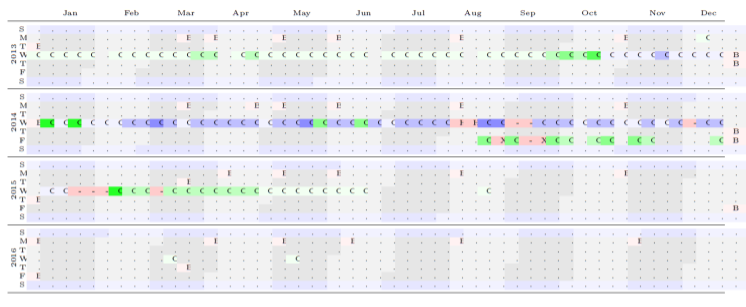 Jan Feb Mar Apr May Jun Jul Aug Sep Oct Nov Dec
2013
S
M E E E E E E C
T E
W C C C C C C C C C C C C C C C C C C C C C C C C C C C C C C C C C C C C C C C C C C C C C C C B
T B
F
S
2014
S
M E E E E E E
T
W E C C C C C C C C C C C C C C C C C C C C C C C C C C C C C C E E C C - - C C C C C C C C C C C - C C
T B
F C X C - X C C C C C C C B
S
2015
S
M E E E E E
T E
W C C - - - C C C - C C C C C C C C C C C C C C C C
T E
F B
S
2016
S
M E E E E E E
T
W C C
T E
F E
S